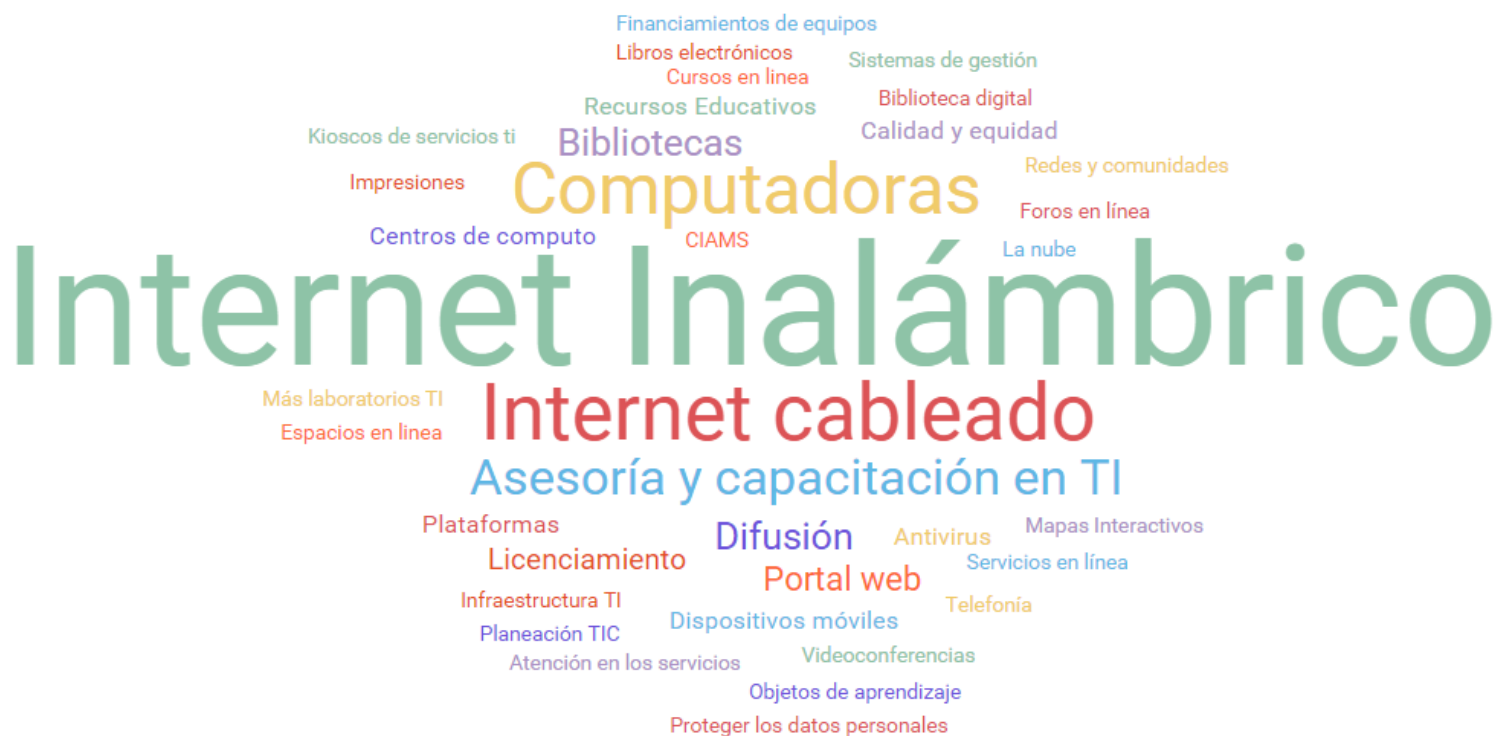 Financiamientos de equipos
Libros electrónicos
Sistemas de gestión
Cursos en linea
Biblioteca digital
Recursos Educativos
Calidad y equidad
Kioscos de servicios ti
Bibliotecas
Redes y comunidades
Impresiones
Computadoras
Foros en línea
Centros de computo
CIAMS
La nube
Internet Inalámbrico
Más laboratorios TI
Internet cableado
Espacios en linea
Asesoría y capacitación en TI
Plataformas
Difusión
Antivirus
Mapas Interactivos
Licenciamiento
Servicios en línea
Portal web
Infraestructura TI
Telefonía
Dispositivos móviles
Planeación TIC
Videoconferencias
Atención en los servicios
Objetos de aprendizaje
Proteger los datos personales